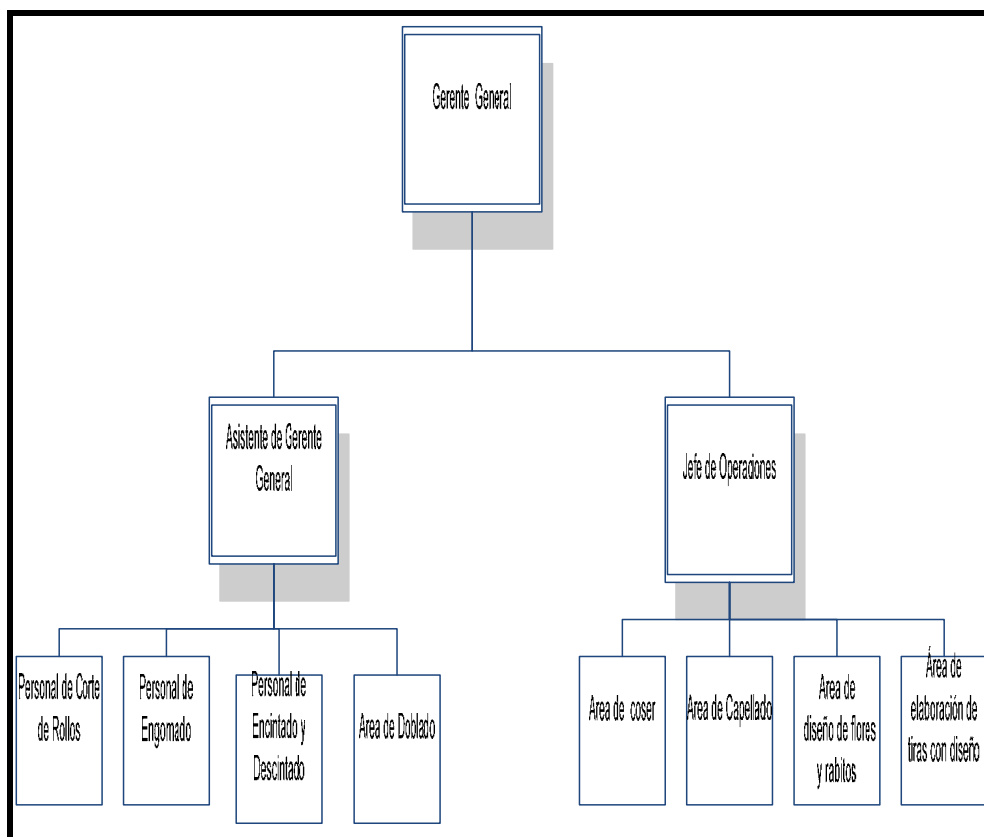 Gerente General
Asistente de Gerente
General
Jefe de Operaciones
Personal de Corte
de Rollos
Personal de
Engomado
Personal de
Encintado y
Descintado
Area de Doblado
Area de coser
Area de Capellado
Area de
diseño de flores
y rabitos
Área de
elaboración de
tiras con diseño